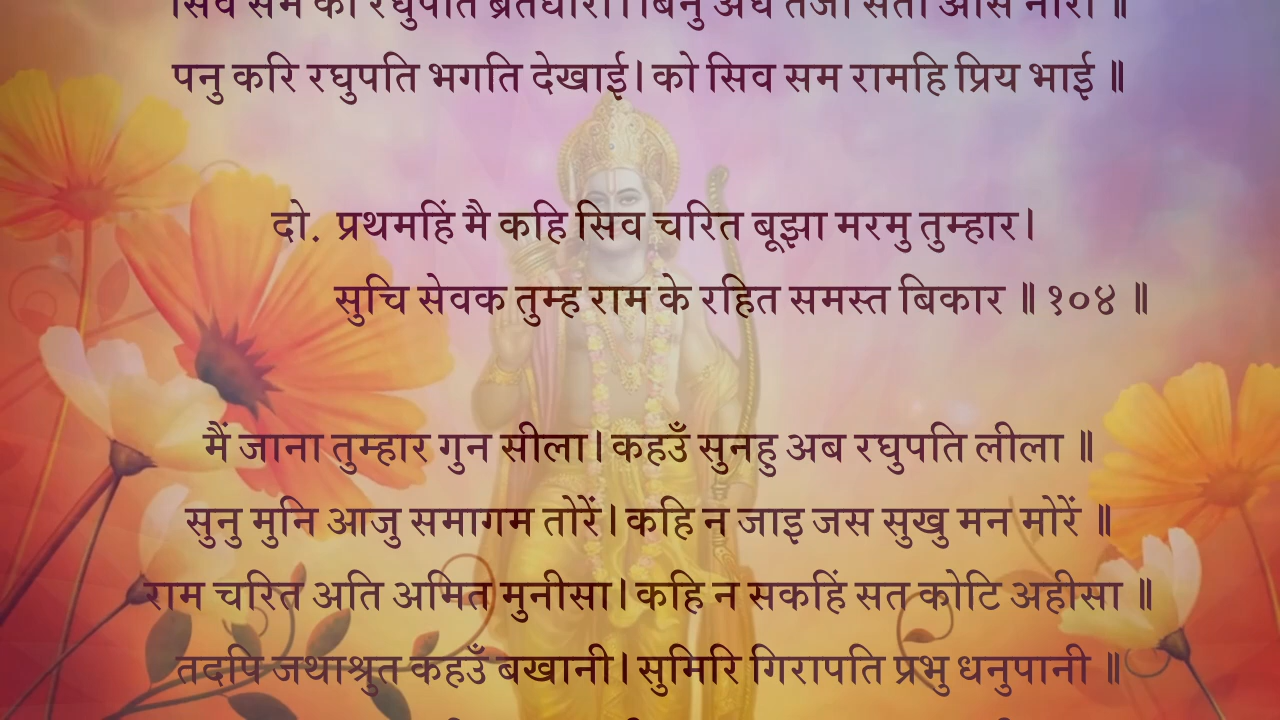 सिव सम को रघुपति ब्रतधारी। बिनु अघ तजी सती असि नारी ॥
पनु करि रघुपति भगति देखाई। को सिव सम रामहि प्रिय भाई ॥
दो. प्रथमहिं मै कहि सिव चरित बूझा मरमु तुम्हार।
सुचि सेवक तुम्ह राम के रहित समस्त बिकार ॥ १०४ ॥
मैं जाना तुम्हार गुन सीला। कहउँ सुनहु अब रघुपति लीला ॥
सुनु मुनि आजु समागम तोरें। कहि न जाइ जस सुखु मन मोरें ॥
राम चरित अति अमित मुनीसा। कहि न सकहिं सत कोटि अहीसा ॥
तदपि जथाश्रुत कहउँ बखानी। सुमिरि गिरापति प्रभु धनुपानी ॥